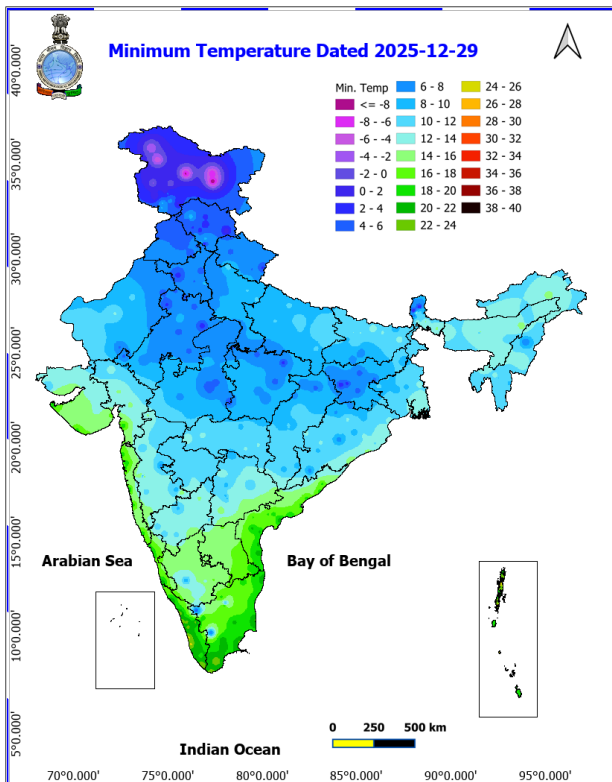 Minimum Temperature Dated 2025-12-29
Min. Temp
<= -8
-8 - -6
-6 - -4
-4 - -2
-2 - 0
0 - 2
2 - 4
4 - 6
6 - 8
8 - 10
10 - 12
12 - 14
14 - 16
16 - 18
18 - 20
20 - 22
22 - 24
24 - 26
26 - 28
28 - 30
30 - 32
32 - 34
34 - 36
36 - 38
38 - 40
40°0.000'
35°0.000'
30°0.000'
25°0.000'
20°0.000'
15°0.000'
10°0.000'
5°0.000'
Arabian Sea
Bay of Bengal
0 250 500 km
Indian Ocean
70°0.000' 75°0.000' 80°0.000' 85°0.000' 90°0.000' 95°0.000'